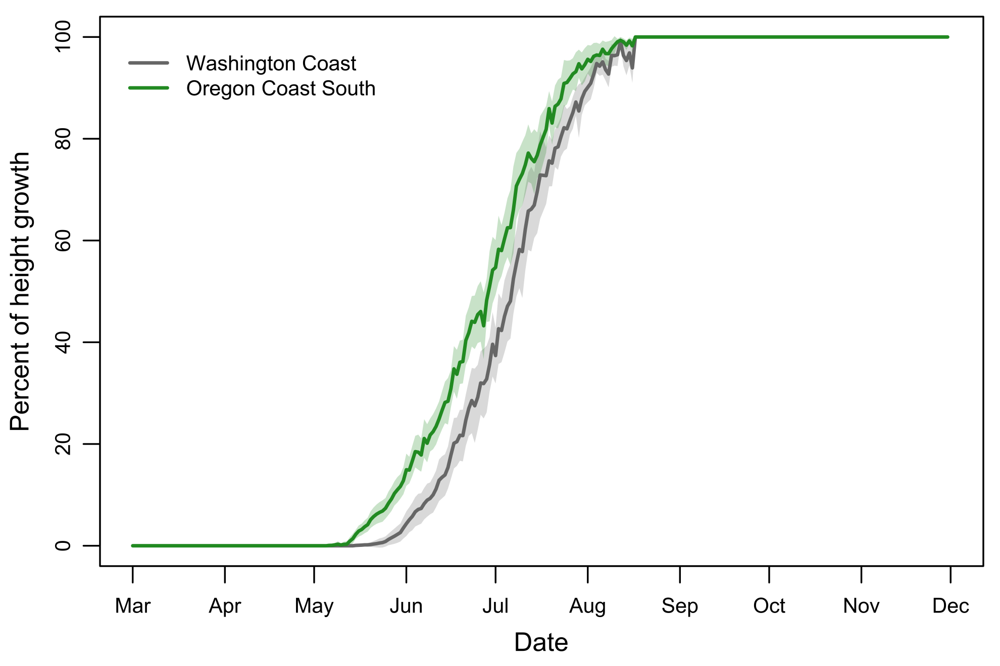 Washington Coast
Oregon Coast South
Percent of height growth
100
80
60
40
20
0
Mar Apr May Jun Jul Aug Sep Oct Nov Dec
Date